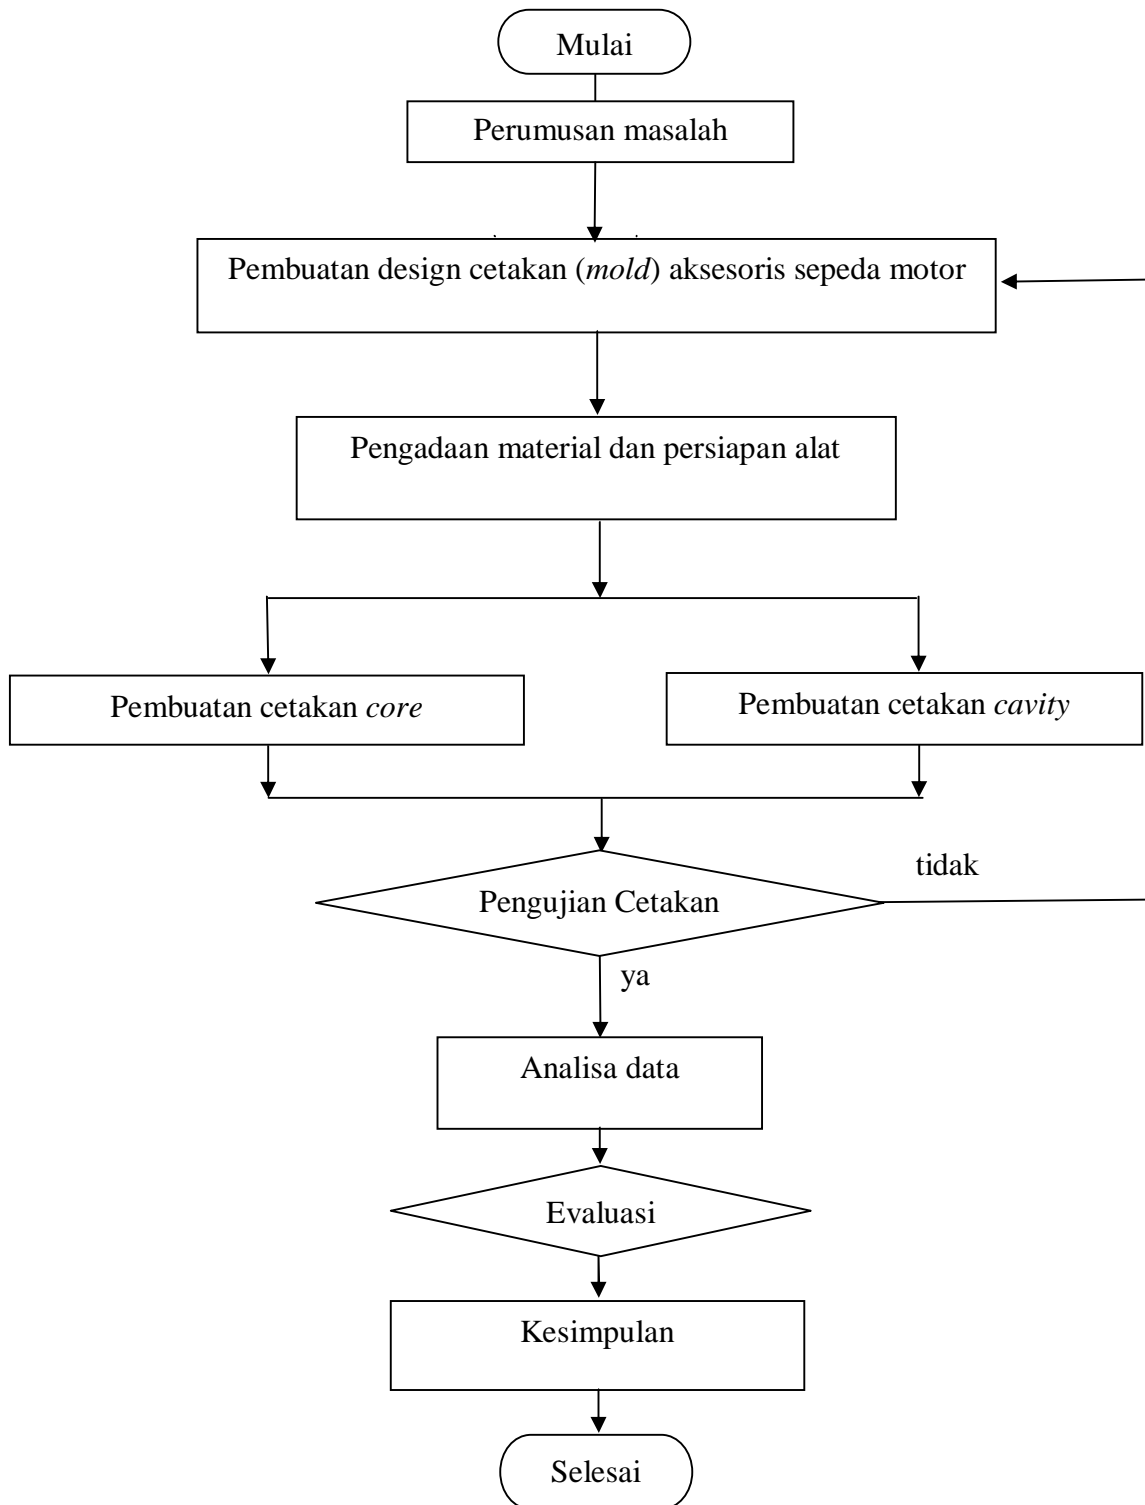 Mulai
Perumusan masalah
Pembuatan design cetakan (mold) aksesoris sepeda motor
Pengadaan material dan persiapan alat
Pembuatan cetakan core
Pembuatan cetakan cavity
tidak
Pengujian Cetakan
ya
Analisa data
Evaluasi
Kesimpulan
Selesai